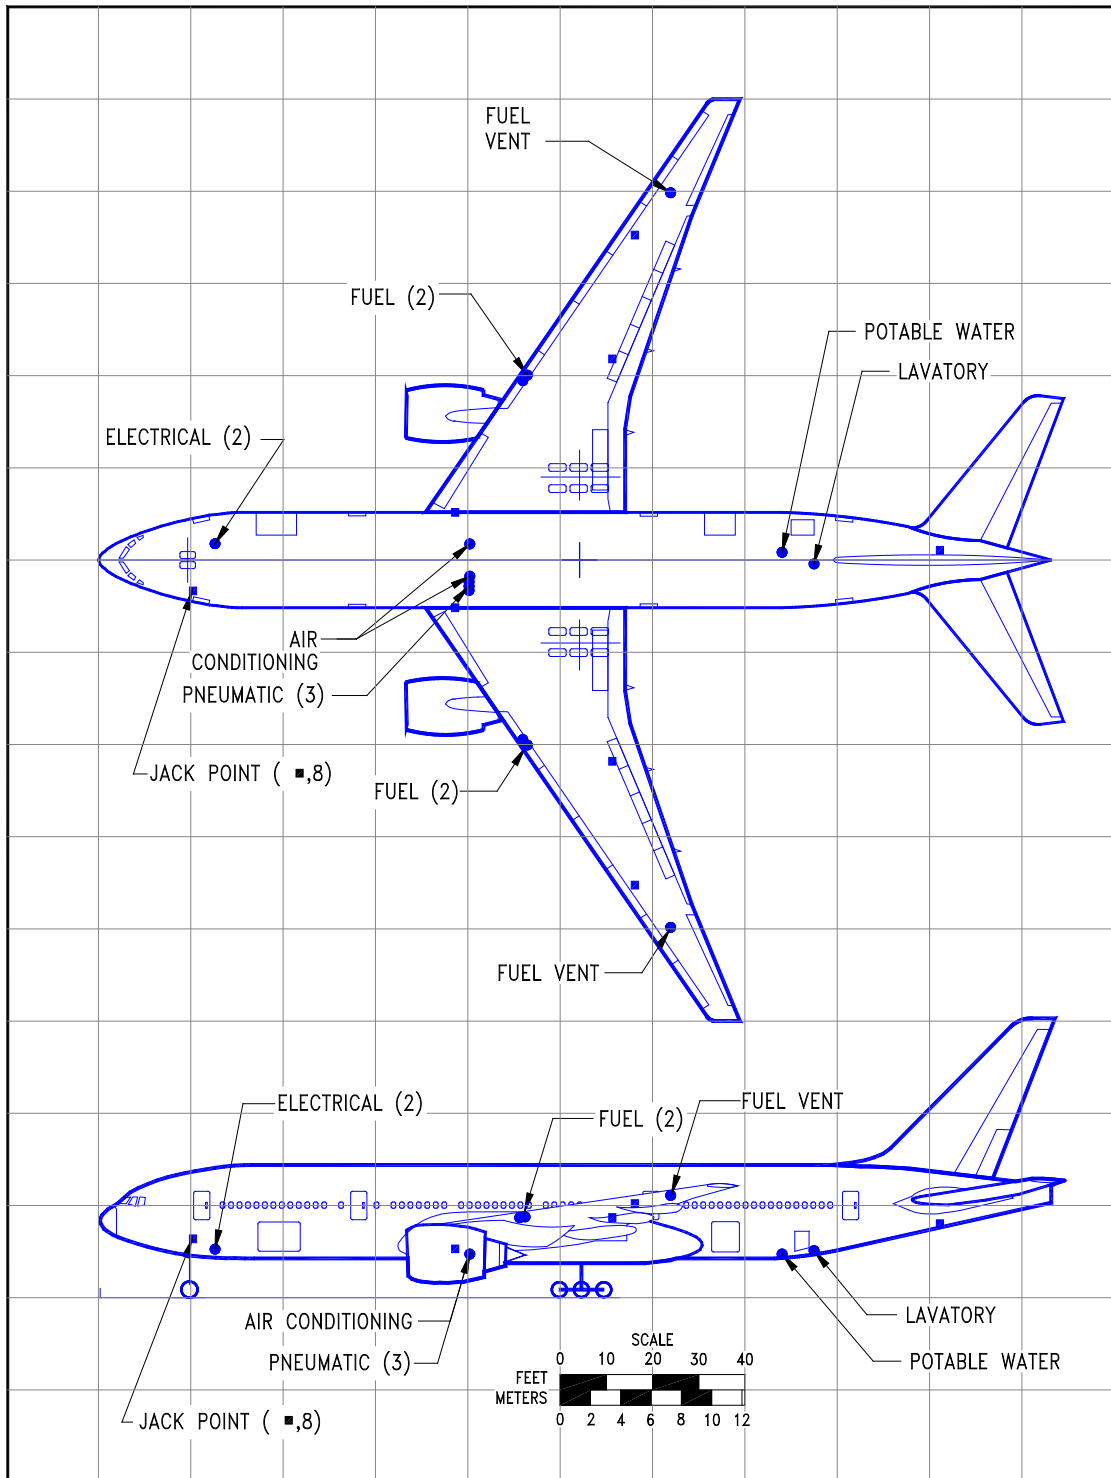 FUEL
VENT
FUEL (2)
POTABLE WATER
LAVATORY
ELECTRICAL (2)
AIR
CONDITIONING
PNEUMATIC (3)
JACK POINT ( ■,8)
FUEL (2)
FUEL VENT
ELECTRICAL (2)
FUEL VENT
FUEL (2)
AIR CONDITIONING
LAVATORY
PNEUMATIC (3)
POTABLE WATER
JACK POINT ( ■,8)
SCALE
0 10 20 30 40
FEET
METERS
0 2 4 6 8 10 12